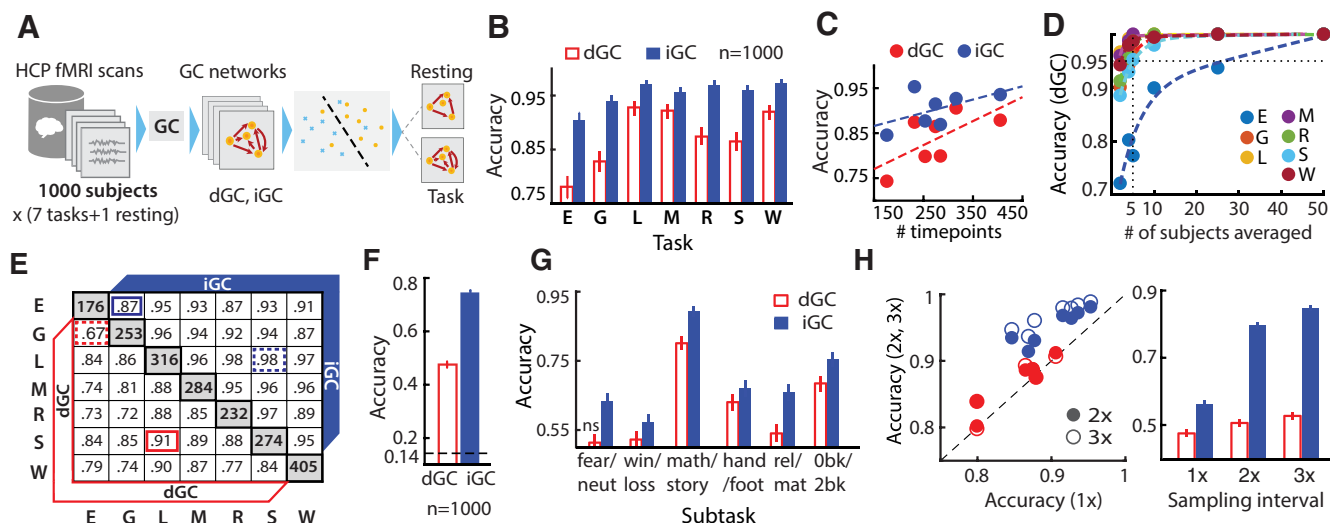 A
HCP fMRI scans
GC networks
Resting
GC
1000 subjects
x (7 tasks+1 resting)
dGC, iGC
Task
B
dGC iGC n=1000
Accuracy
0.95
0.85
0.75
E G L M R S W
Task
C
dGC iGC
Accuracy
0.95
0.85
0.75
150 250 350 450
# timepoints
D
Accuracy (dGC)
0.95
0.9
0.7
E M
G R
L S
W
5 10 20 30 40 50
# of subjects averaged
E
iGC
E 176 .87 .95 .93 .87 .93 .91
G .67 253 .96 .94 .92 .94 .87
L .84 .86 316 .96 .98 .98 .97
M .74 .81 .88 284 .95 .96 .96
R .73 .72 .88 .85 232 .97 .89
S .84 .85 .91 .89 .88 274 .95
W .79 .74 .90 .87 .77 .84 405
iGC
dGC
dGC
E G L M R S W
F
Accuracy
0.8
0.6
0.4
0.2
0.14
dGC iGC
n=1000
G
dGC
iGC
Accuracy
0.95
0.75
0.55
ns
fear/ win/ math/ hand rel/ 0bk/
neut loss story /foot mat 2bk
Subtask
H
Accuracy (2x, 3x)
1
0.9
0.8
2x
3x
0.8 0.9 1
Accuracy (1x)
0.9
0.7
0.5
1x 2x 3x
Sampling interval